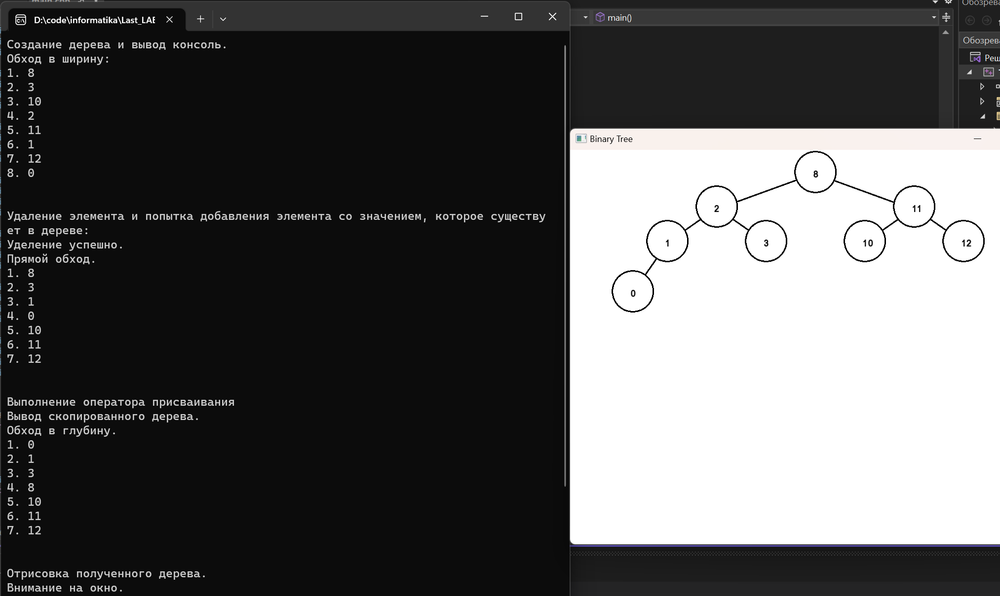 D:\code\informatika\Last_LAE
Создание дерева и вывод консоль.
Обход в ширину:
1. 8
2. 3
3. 10
4. 2
5. 11
6. 1
7. 12
8. 0
Удаление элемента и попытка добавления элемента со значением, которое существу
ет в дереве:
Уделение успешно.
Прямой обход.
1. 8
2. 3
3. 1
4. 0
5. 10
6. 11
7. 12
Выполнение оператора присваивания
Вывод скопированного дерева.
Обход в глубину.
1. 0
2. 1
3. 3
4. 8
5. 10
6. 11
7. 12
Отрисовка полученного дерева.
Внимание на окно.
main()
Обозрева
Реш
Binary Tree
8
2
11
1
3
10
12
0